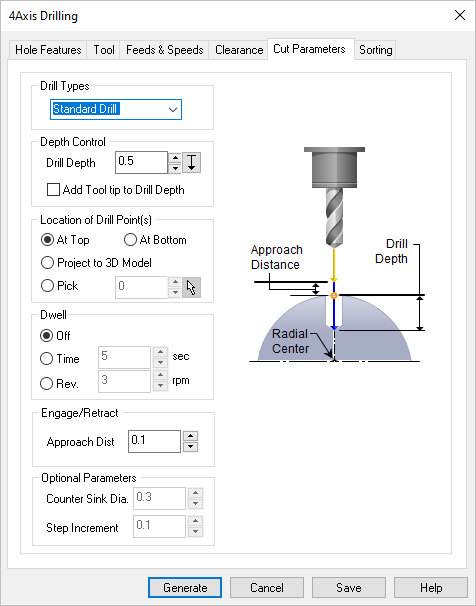 4Axis Drilling
Hole Features Tool Feeds & Speeds Clearance Cut Parameters Sorting
Drill Types
Standard Drill
Depth Control
Drill Depth 0.5
Add Tool tip to Drill Depth
Location of Drill Point(s)
At Top At Bottom
Project to 3D Model
Pick 0
Dwell
Off
Time 5 sec
Rev. 3 rpm
Engage/Retract
Approach Dist 0.1
Optional Parameters
Counter Sink Dia. 0.3
Step Increment 0.1
Approach
Distance
Drill
Depth
Radial
Center
Generate Cancel Save Help